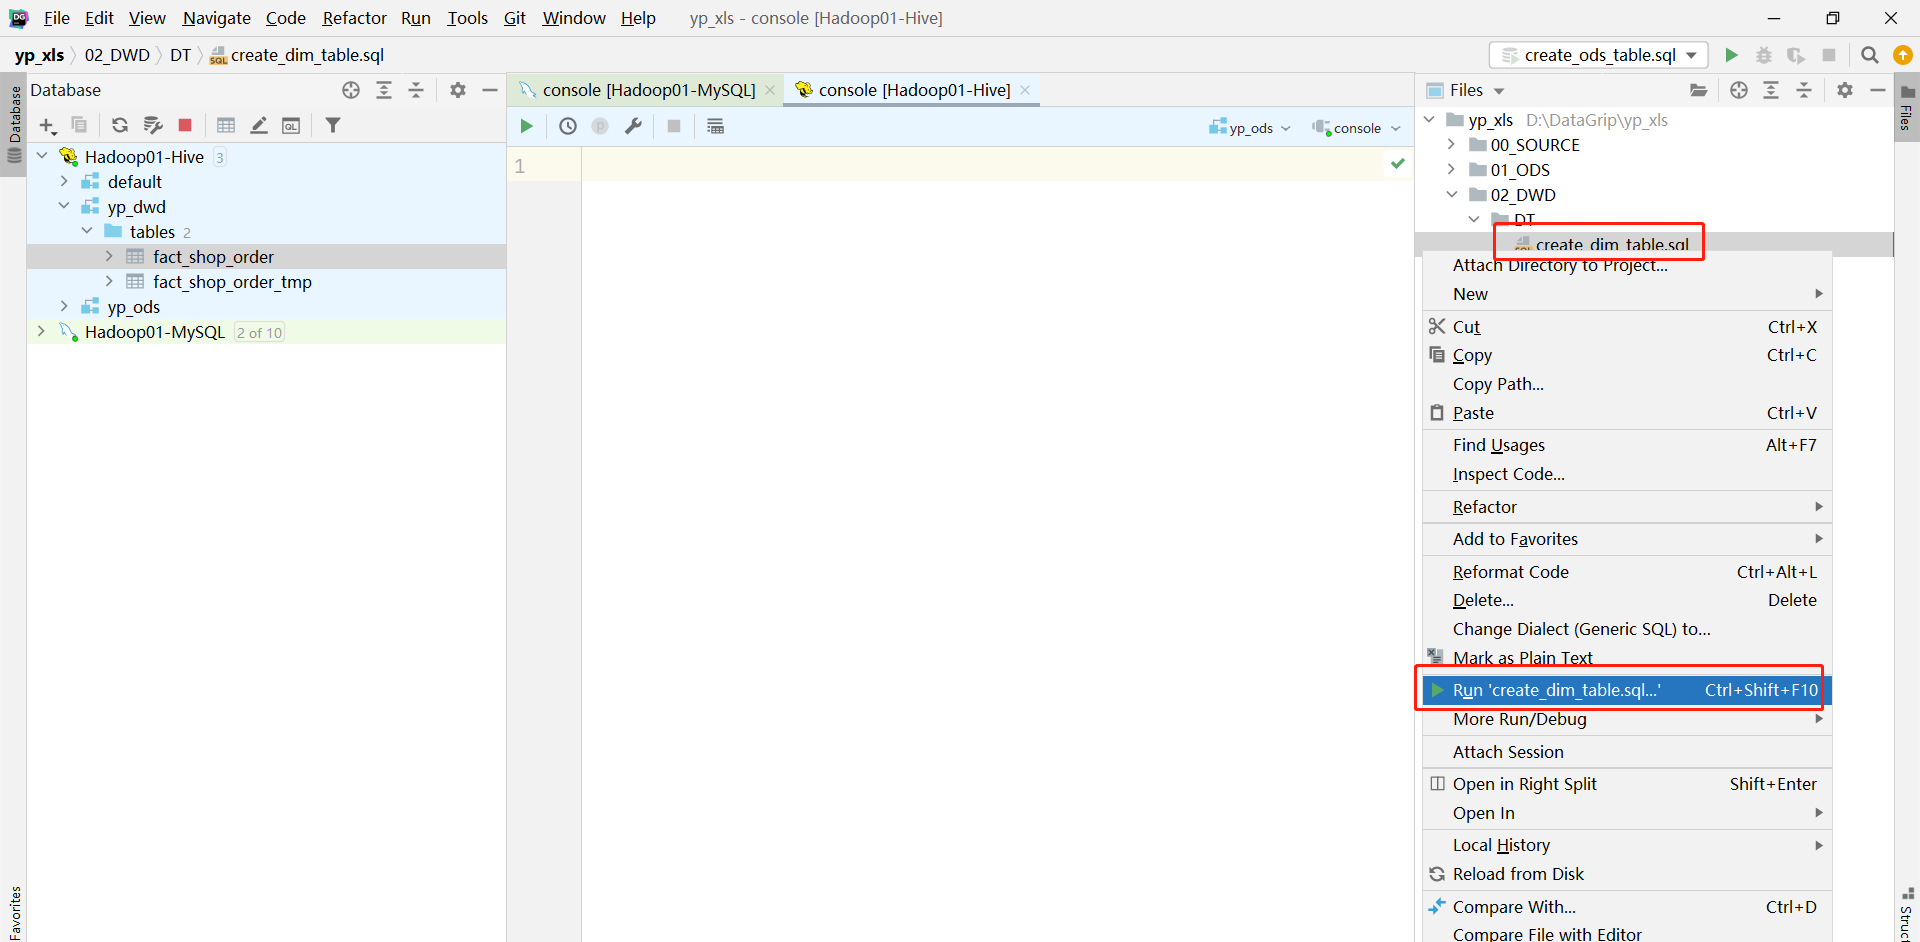 File Edit View Navigate Code Refactor Run Tools Git Window Help yp_xls - console [Hadoop01-Hive]
yp_xls 02_DWD DT create_dim_table.sql create_ods_table.sql
Database
Database
console [Hadoop01-MySQL]
console [Hadoop01-Hive]
Files
Files
yp_ods
console
Hadoop01-Hive 3
default
yp_dwd
tables 2
fact_shop_order
fact_shop_order_tmp
yp_ods
Hadoop01-MySQL 2 of 10
1
yp_xls D:\DataGrip\yp_xls
00_SOURCE
01_ODS
02_DWD
DT
create_dim_table.sql
Attach Directory to Project...
New
Cut Ctrl+X
Copy Ctrl+C
Copy Path...
Paste Ctrl+V
Find Usages Alt+F7
Inspect Code...
Refactor
Add to Favorites
Reformat Code Ctrl+Alt+L
Delete... Delete
Change Dialect (Generic SQL) to...
Mark as Plain Text
Run 'create_dim_table.sql...' Ctrl+Shift+F10
More Run/Debug
Attach Session
Open in Right Split Shift+Enter
Open In
Local History
Reload from Disk
Compare With... Ctrl+D
Compare File with Editor
Favorites